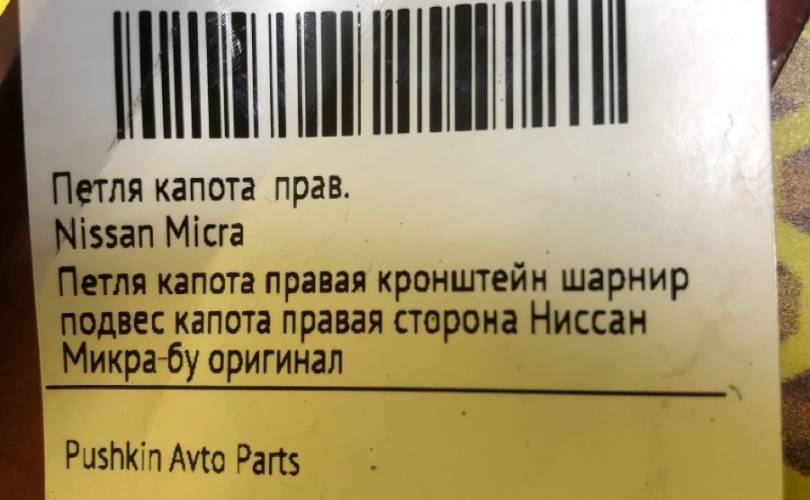 Петля капота прав.
Nissan Micra
Петля капота правая кронштейн шарнир
подвес капота правая сторона Ниссан
Микра-бу оригинал
Pushkin Avto Parts